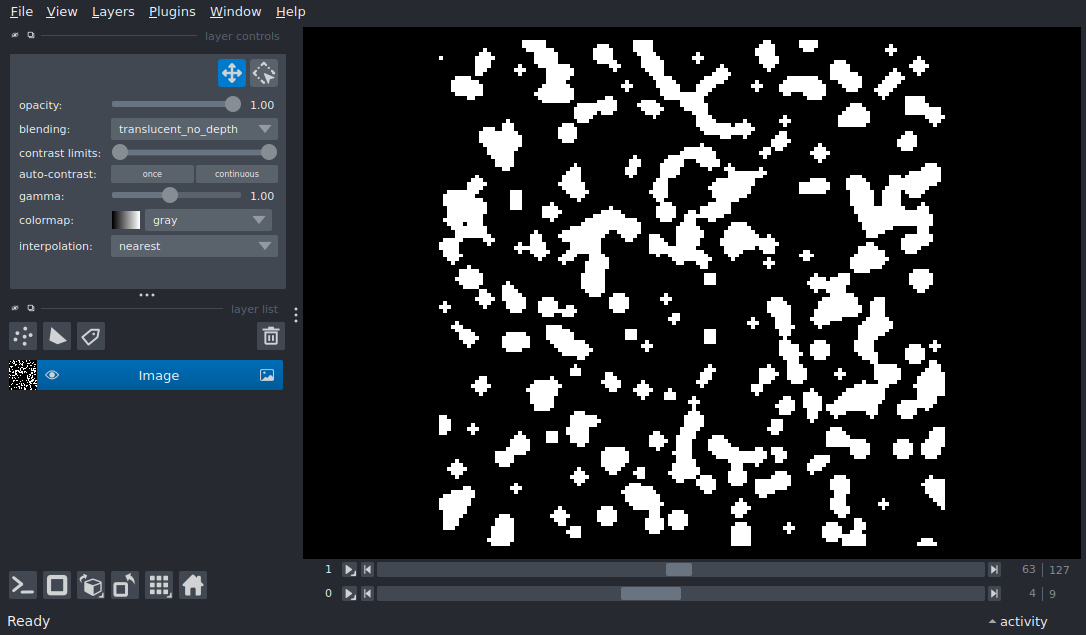 File View Layers Plugins Window Help
layer controls
opacity: 1.00
blending: translucent_no_depth
contrast limits:
auto-contrast: once continuous
gamma: 1.00
colormap: gray
interpolation: nearest
layer list
Image
1 63 127
0 4 9
Ready activity